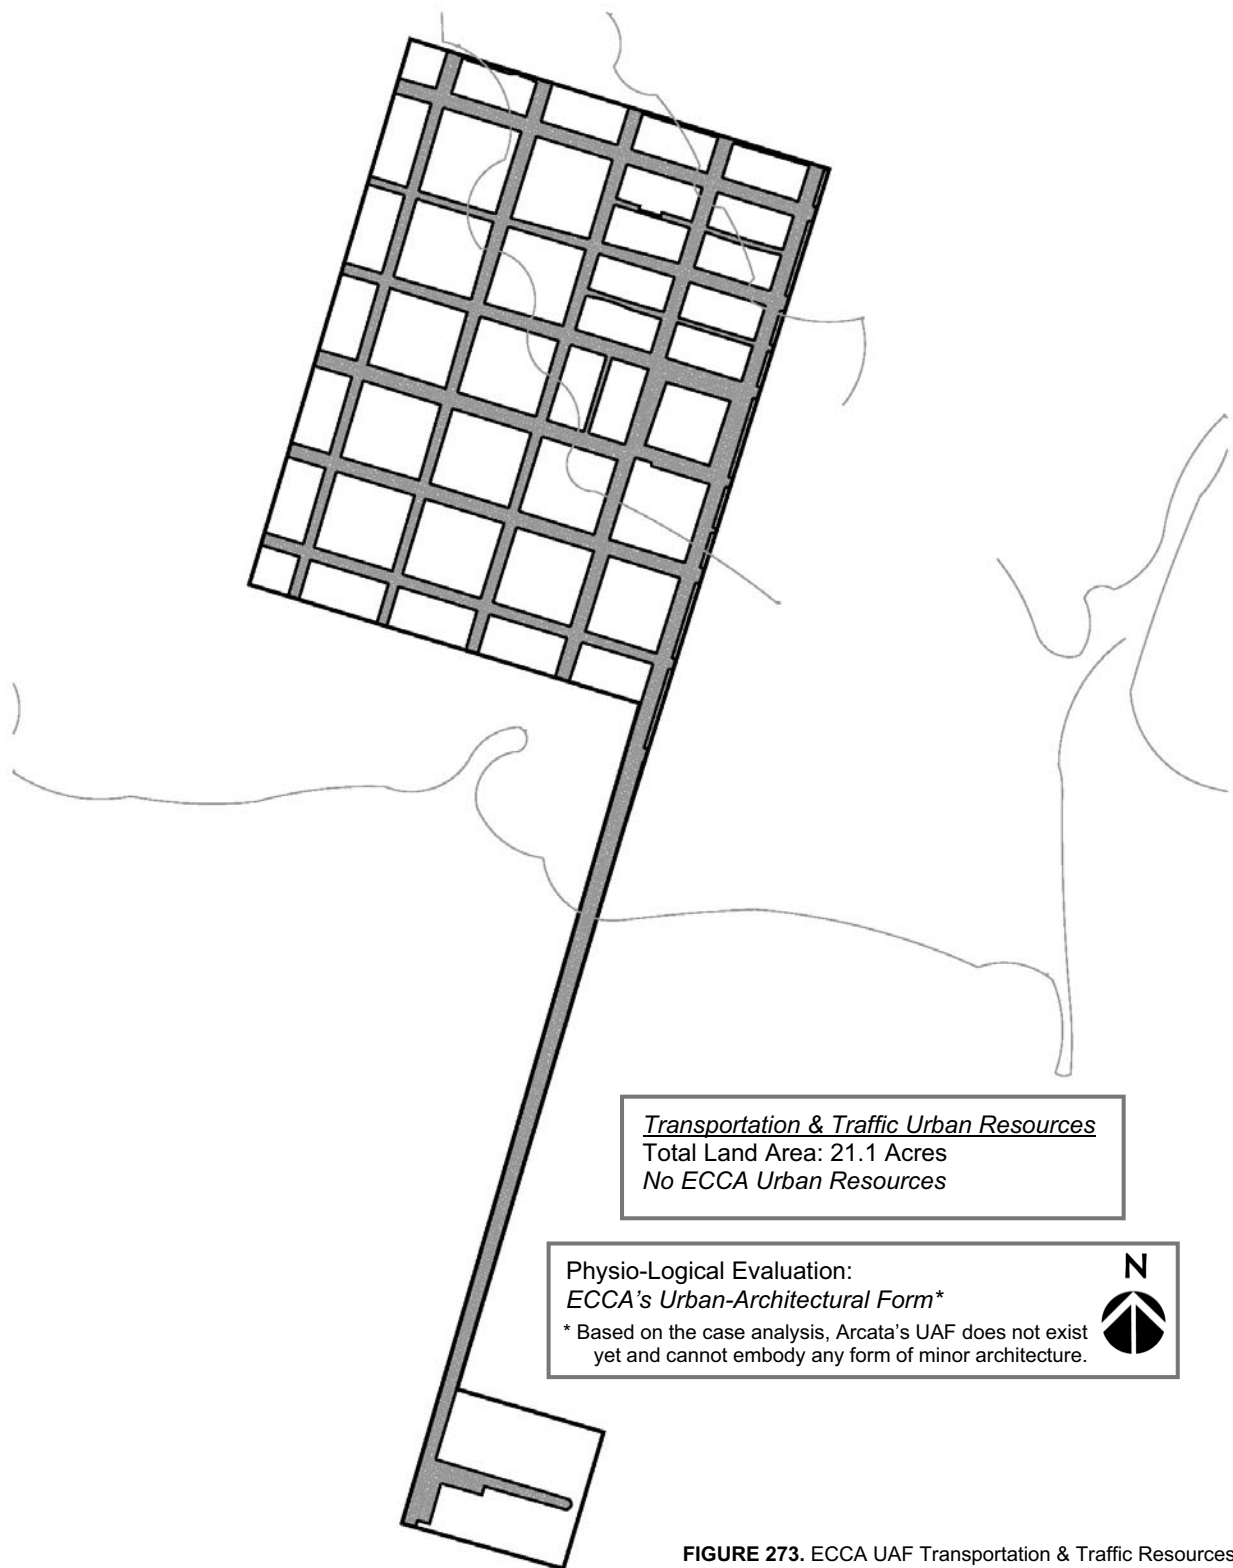 Transportation & Traffic Urban Resources
Total Land Area: 21.1 Acres
No ECCA Urban Resources
Physio-Logical Evaluation:
ECCA's Urban-Architectural Form*
* Based on the case analysis, Arcata's UAF does not exist
yet and cannot embody any form of minor architecture.
N
FIGURE 273. ECCA UAF Transportation & Traffic Resources